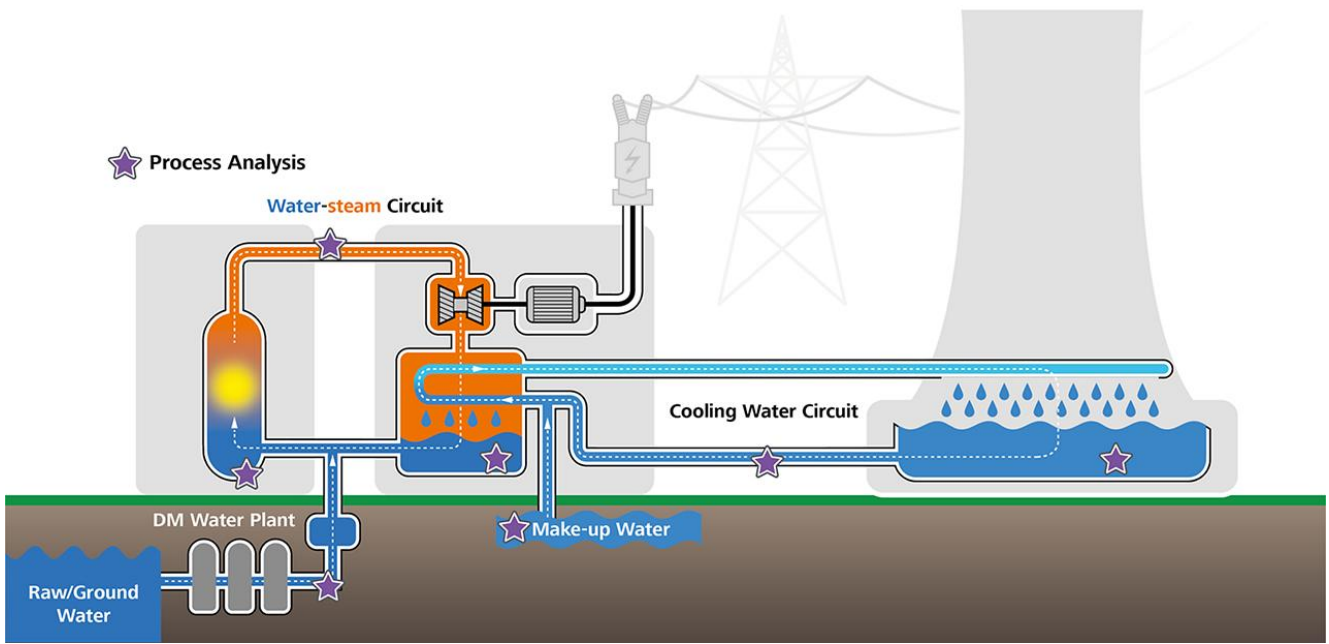 Process Analysis
Water-steam Circuit
Cooling Water Circuit
DM Water Plant
Make-up Water
Raw/Ground
Water